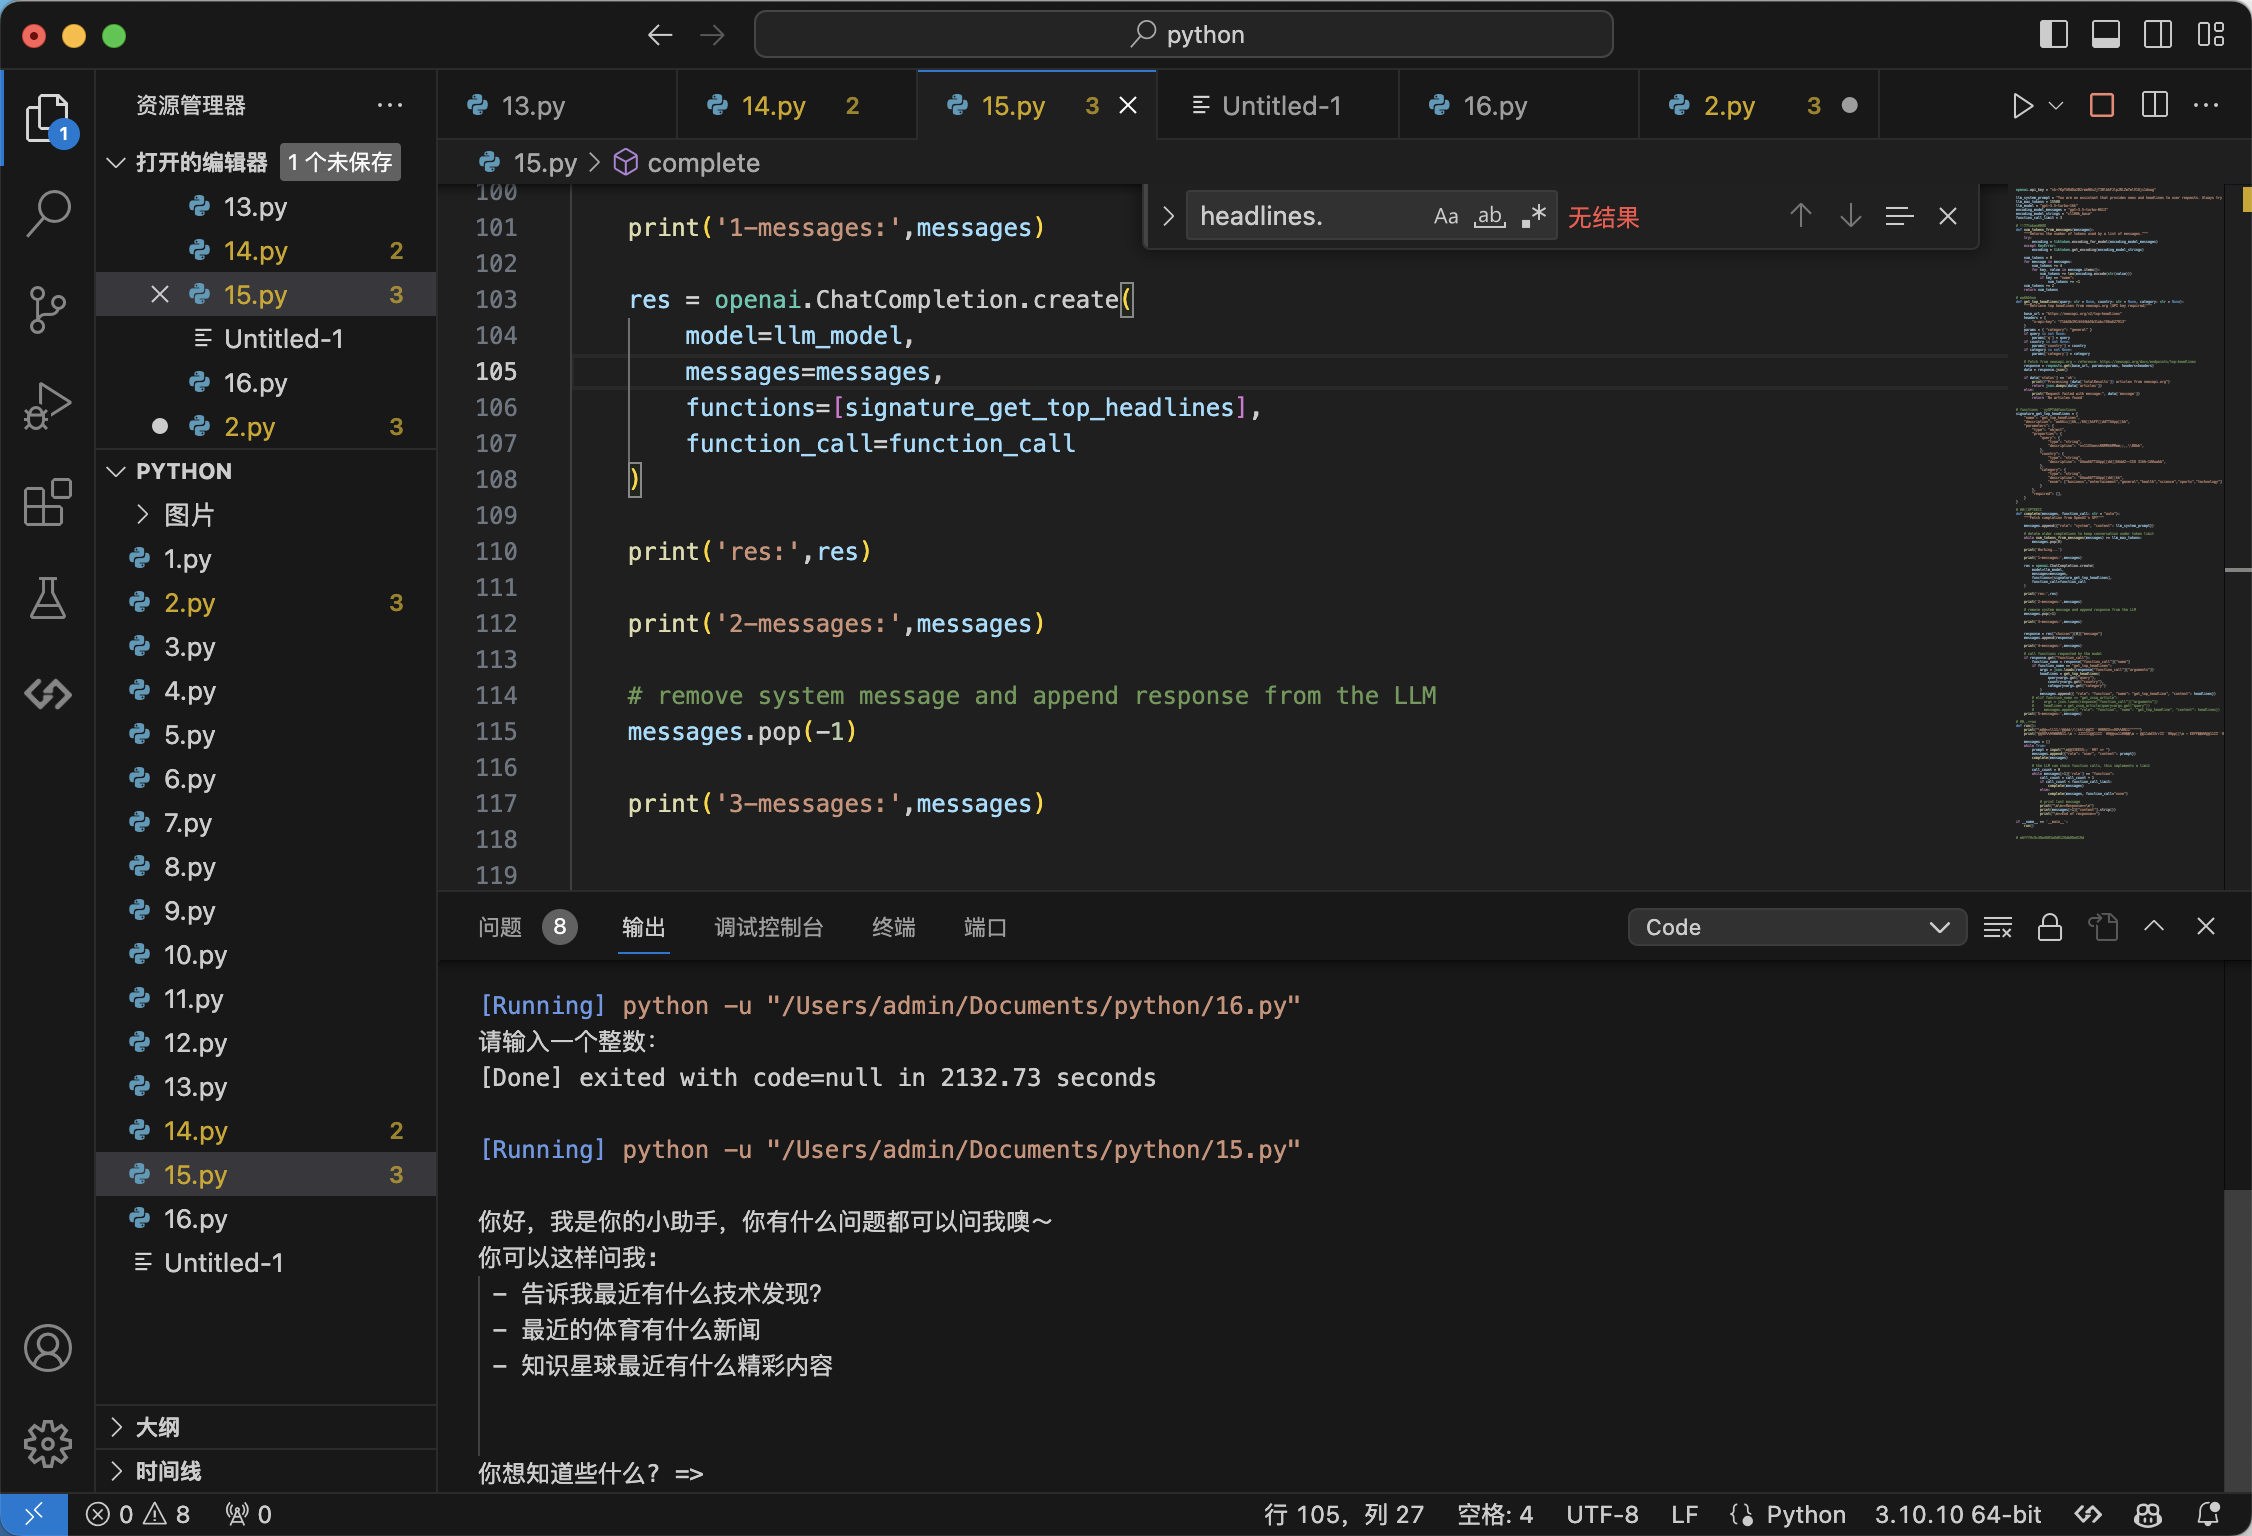 python
资源管理器
打开的编辑器 1 个未保存
13.py
14.py 2
15.py 3
Untitled-1
16.py
2.py 3
PYTHON
图片
1.py
2.py 3
3.py
4.py
5.py
6.py
7.py
8.py
9.py
10.py
11.py
12.py
13.py
14.py 2
15.py 3
16.py
Untitled-1
大纲
时间线
1
13.py 14.py 2 15.py 3 Untitled-1 16.py 2.py 3
15.py > complete
headlines. Aa ab .* 无结果
100
101 print('1-messages:',messages)
102
103 res = openai.ChatCompletion.create(
104 model=llm_model,
105 messages=messages,
106 functions=[signature_get_top_headlines],
107 function_call=function_call
108 )
109
110 print('res:',res)
111
112 print('2-messages:',messages)
113
114 # remove system message and append response from the LLM
115 messages.pop(-1)
116
117 print('3-messages:',messages)
118
119
问题 8 输出 调试控制台 终端 端口 Code
[Running] python -u "/Users/admin/Documents/python/16.py"
请输入一个整数:
[Done] exited with code=null in 2132.73 seconds
[Running] python -u "/Users/admin/Documents/python/15.py"
你好，我是你的小助手，你有什么问题都可以问我噢～
你可以这样问我:
- 告诉我最近有什么技术发现?
- 最近的体育有什么新闻
- 知识星球最近有什么精彩内容
你想知道些什么? =>
0 8 0 行 105，列 27 空格: 4 UTF-8 LF Python 3.10.10 64-bit